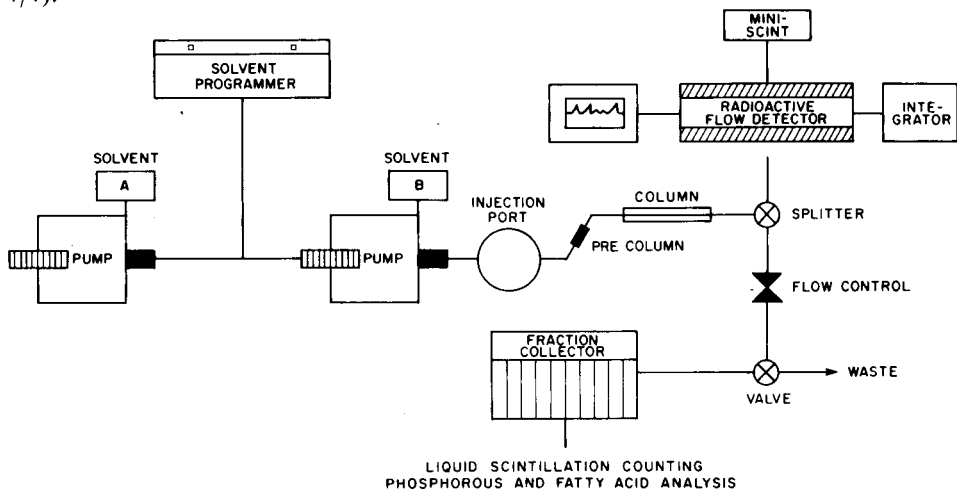 MINI-
SCINT
SOLVENT
PROGRAMMER
RADIOACTIVE
FLOW DETECTOR
INTE-
GRATOR
SOLVENT
A
SOLVENT
B
PUMP
PUMP
INJECTION
PORT
PRE COLUMN
COLUMN
SPLITTER
FLOW CONTROL
FRACTION
COLLECTOR
WASTE
VALVE
LIQUID SCINTILLATION COUNTING
PHOSPHOROUS AND FATTY ACID ANALYSIS